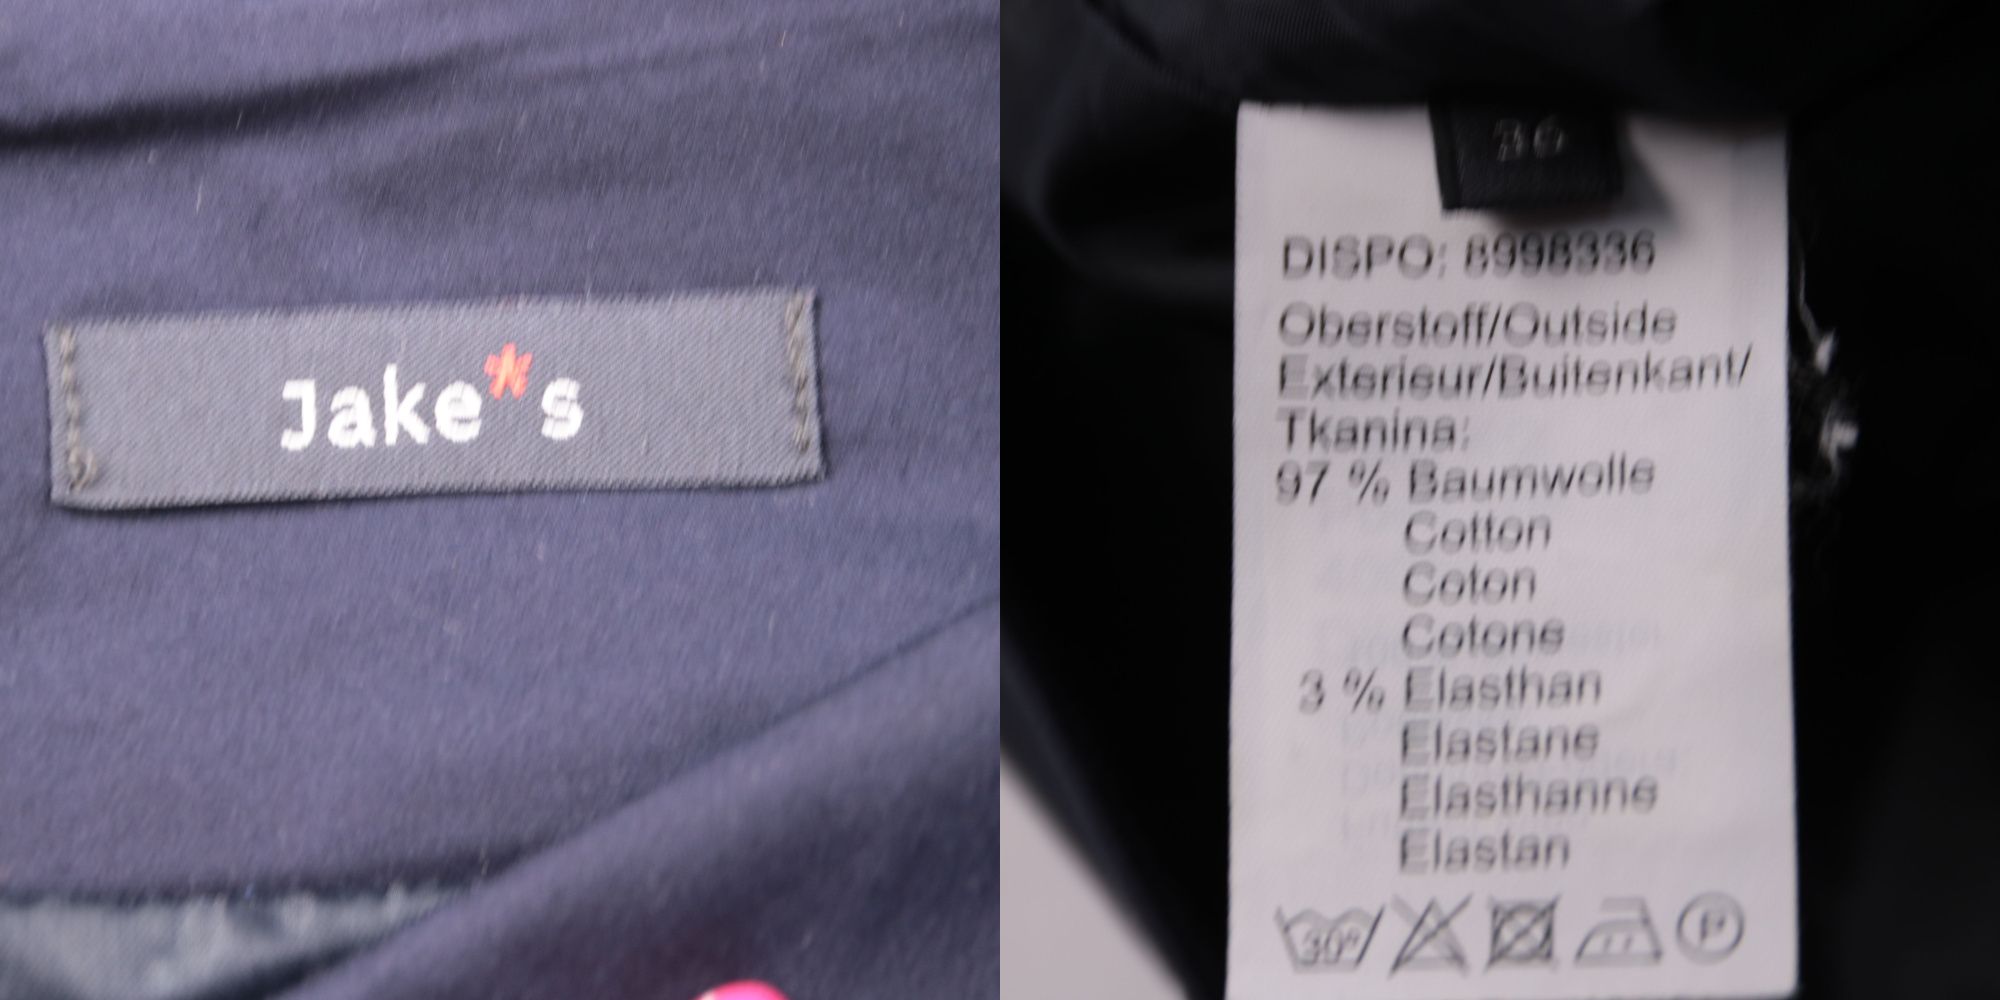 Jake*s
36
DISPO: 8998336
Oberstoff/Outside
Exterieur/Buitenkant/
Tkanina:
97 % Baumwolle
Cotton
Coton
Cotone
3 % Elasthan
Elastane
Elasthanne
Elastan
30°
P